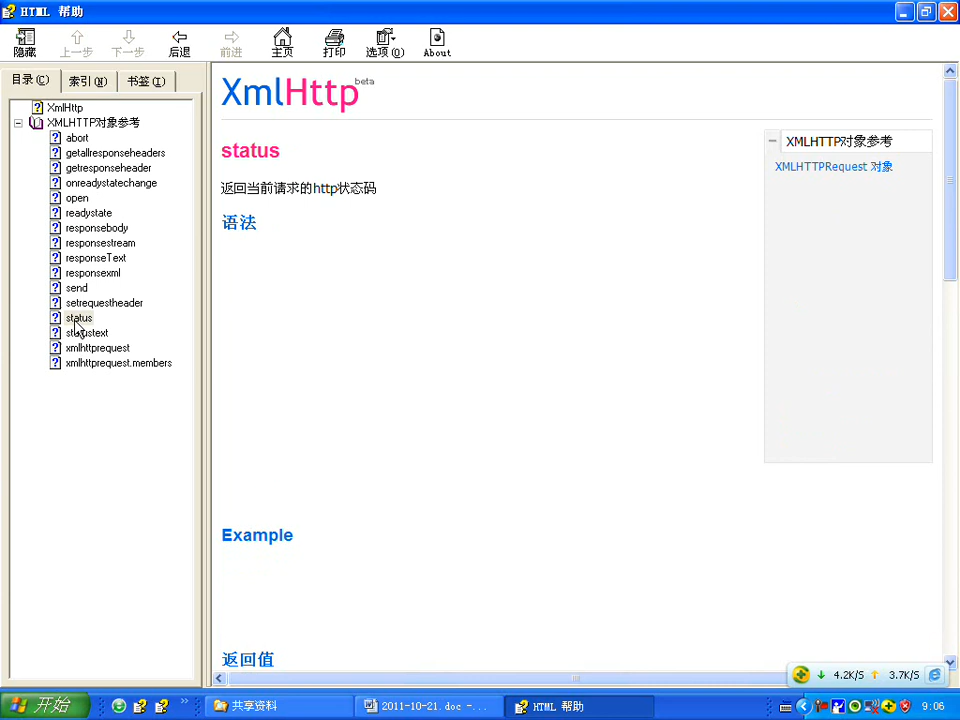 HTML 帮助
隐藏 上一步 下一步 后退 前进 主页 打印 选项(O) About
目录(C) 索引(N) 书签(I)
XmlHttp
XMLHTTP对象参考
abort
getallresponseheaders
getresponseheader
onreadystatechange
open
readystate
responsebody
responsestream
responseText
responsexml
send
setrequestheader
status
statustext
xmlhttprequest
xmlhttprequest.members
XmlHttp beta
status
返回当前请求的http状态码
语法
Example
返回值
XMLHTTP对象参考
XMLHTTPRequest 对象
4.2K/S 3.7K/S
开始 共享资料 2011-10-21.doc -... HTML 帮助 9:06